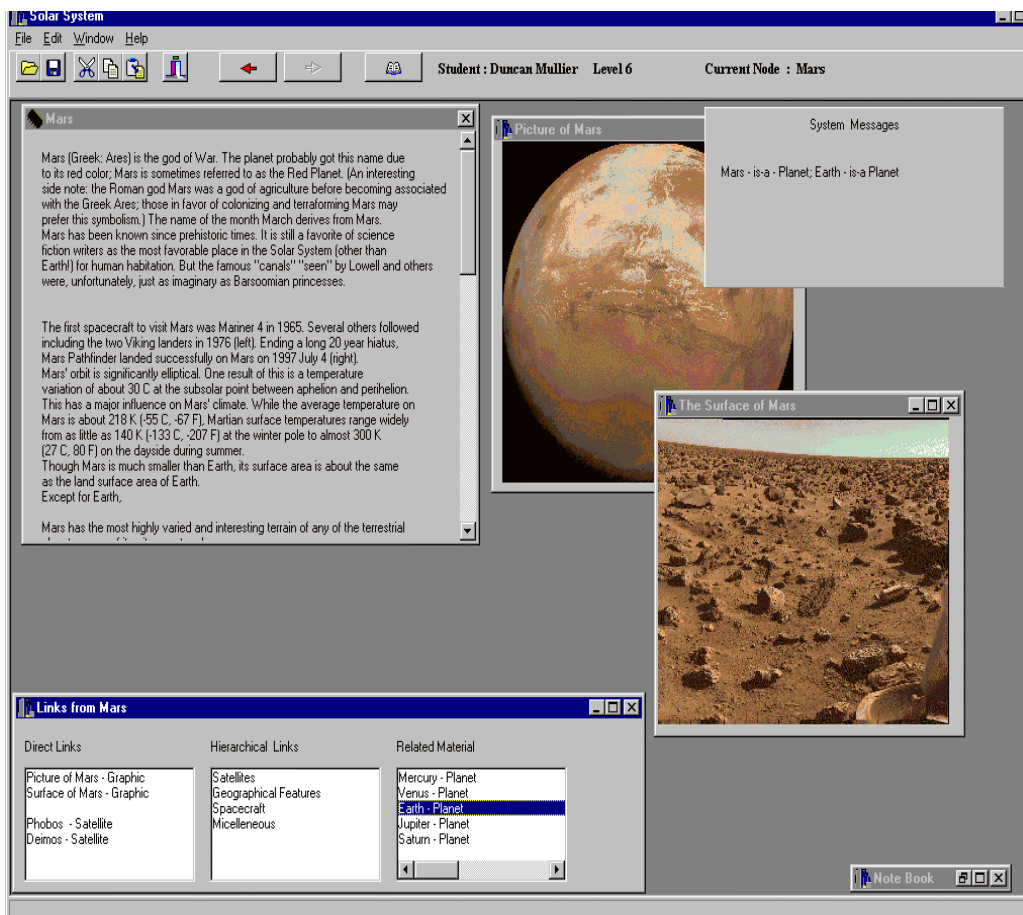 Solar System
File Edit Window Help
Student : Duncan Mullier Level 6 Current Node : Mars
Mars
Mars (Greek: Ares) is the god of War. The planet probably got this name due
to its red color; Mars is sometimes referred to as the Red Planet. (An interesting
side note: the Roman god Mars was a god of agriculture before becoming associated
with the Greek Ares; those in favor of colonizing and terraforming Mars may
prefer this symbolism.) The name of the month March derives from Mars.
Mars has been known since prehistoric times. It is still a favorite of science
fiction writers as the most favorable place in the Solar System (other than
Earth!) for human habitation. But the famous "canals" "seen" by Lowell and others
were, unfortunately, just as imaginary as Barsoomian princesses.
The first spacecraft to visit Mars was Mariner 4 in 1965. Several others followed
including the two Viking landers in 1976 (left). Ending a long 20 year hiatus,
Mars Pathfinder landed successfully on Mars on 1997 July 4 (right).
Mars' orbit is significantly elliptical. One result of this is a temperature
variation of about 30 C at the subsolar point between aphelion and perihelion.
This has a major influence on Mars' climate. While the average temperature on
Mars is about 218 K (-55 C, -67 F), Martian surface temperatures range widely
from as little as 140 K (-133 C, -207 F) at the winter pole to almost 300 K
(27 C, 80 F) on the dayside during summer.
Though Mars is much smaller than Earth, its surface area is about the same
as the land surface area of Earth.
Except for Earth,
Mars has the most highly varied and interesting terrain of any of the terrestrial
Picture of Mars
System Messages
Mars - is-a - Planet; Earth - is-a Planet
The Surface of Mars
Links from Mars
Direct Links
Picture of Mars - Graphic
Surface of Mars - Graphic
Phobos - Satellite
Deimos - Satellite
Hierarchical Links
Satellites
Geographical Features
Spacecraft
Micelleneous
Related Material
Mercury - Planet
Venus - Planet
Earth - Planet
Jupiter - Planet
Saturn - Planet
Note Book